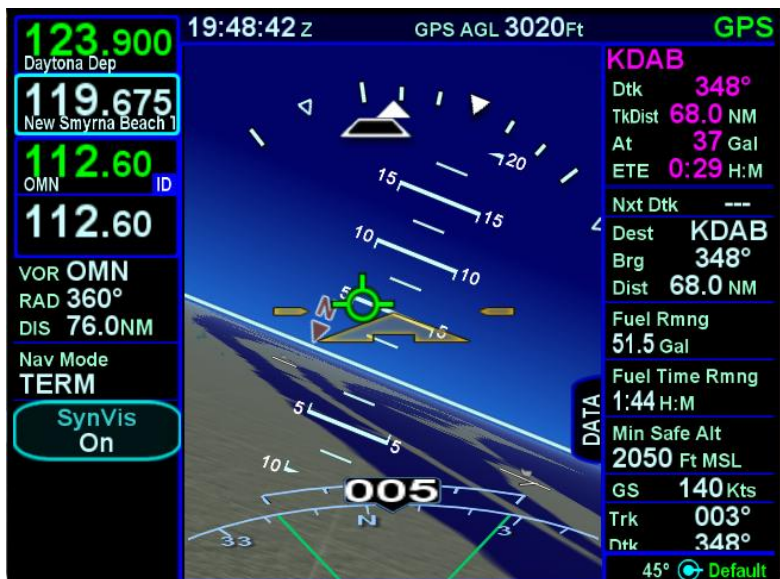 19:48:42 Z GPS AGL 3020Ft GPS
123.900
Daytona Dep
119.675
New Smyrna Beach T
112.60
OMN ID
112.60
VOR OMN
RAD 360°
DIS 76.0NM
Nav Mode
TERM
SynVis
On
20
15 15
10 10
5 5
N
5 5
10
005
33 N 3
DATA
KDAB
Dtk 348°
TkDist 68.0 NM
At 37 Gal
ETE 0:29 H:M
Nxt Dtk ---
Dest KDAB
Brg 348°
Dist 68.0 NM
Fuel Rmng
51.5 Gal
Fuel Time Rmng
1:44 H:M
Min Safe Alt
2050 Ft MSL
GS 140 Kts
Trk 003°
Dtk 348°
45° Default